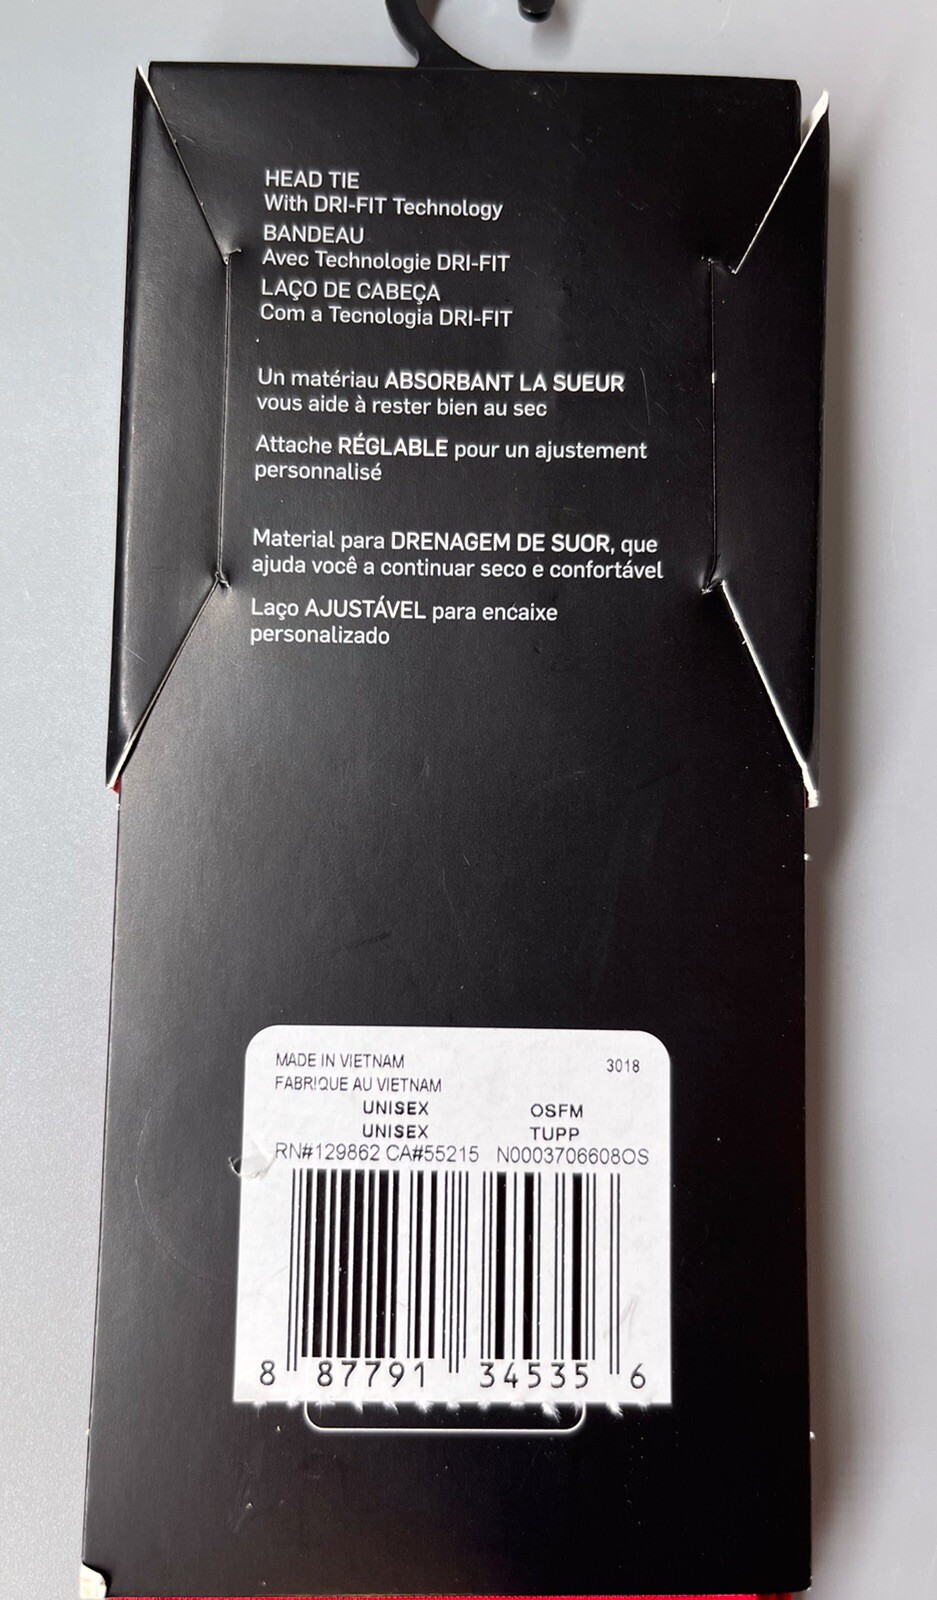 HEAD TIE
With DRI-FIT Technology
BANDEAU
Avec Technologie DRI-FIT
LAÇO DE CABEÇA
Com a Tecnologia DRI-FIT
Un matériau ABSORBANT LA SUEUR
vous aide à rester bien au sec
Attache RÉGLABLE pour un ajustement
personnalisé
Material para DRENAGEM DE SUOR, que
ajuda você a continuar seco e confortável
Laço AJUSTÁVEL para encaixe
personalizado
MADE IN VIETNAM 3018
FABRIQUE AU VIETNAM
UNISEX OSFM
UNISEX TUPP
RN#129862 CA#55215 N0003706608OS
8 87791 34535 6